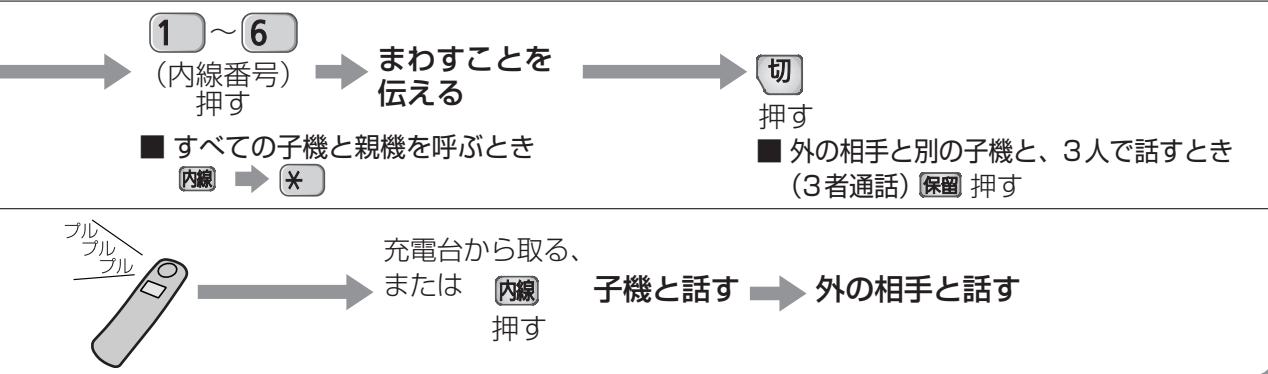 1 ～ 6
（内線番号）
押す
まわすことを
伝える
切
押す
■ すべての子機と親機を呼ぶとき
内線 * 
■ 外の相手と別の子機と、3人で話すとき
（3者通話） 保留 押す
プル
プル
プル
充電台から取る、
または 内線
押す
子機と話す
外の相手と話す